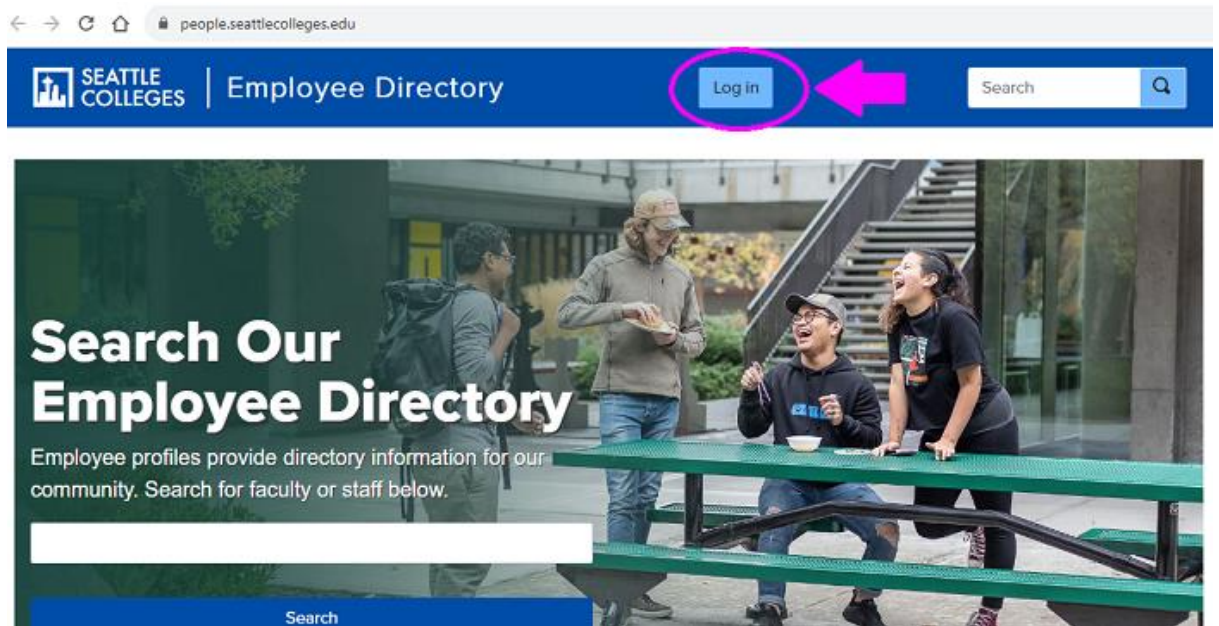 people.seattlecolleges.edu
SEATTLE
COLLEGES
Employee Directory
Log in
Search
Search Our
Employee Directory
Employee profiles provide directory information for our
community. Search for faculty or staff below.
Search